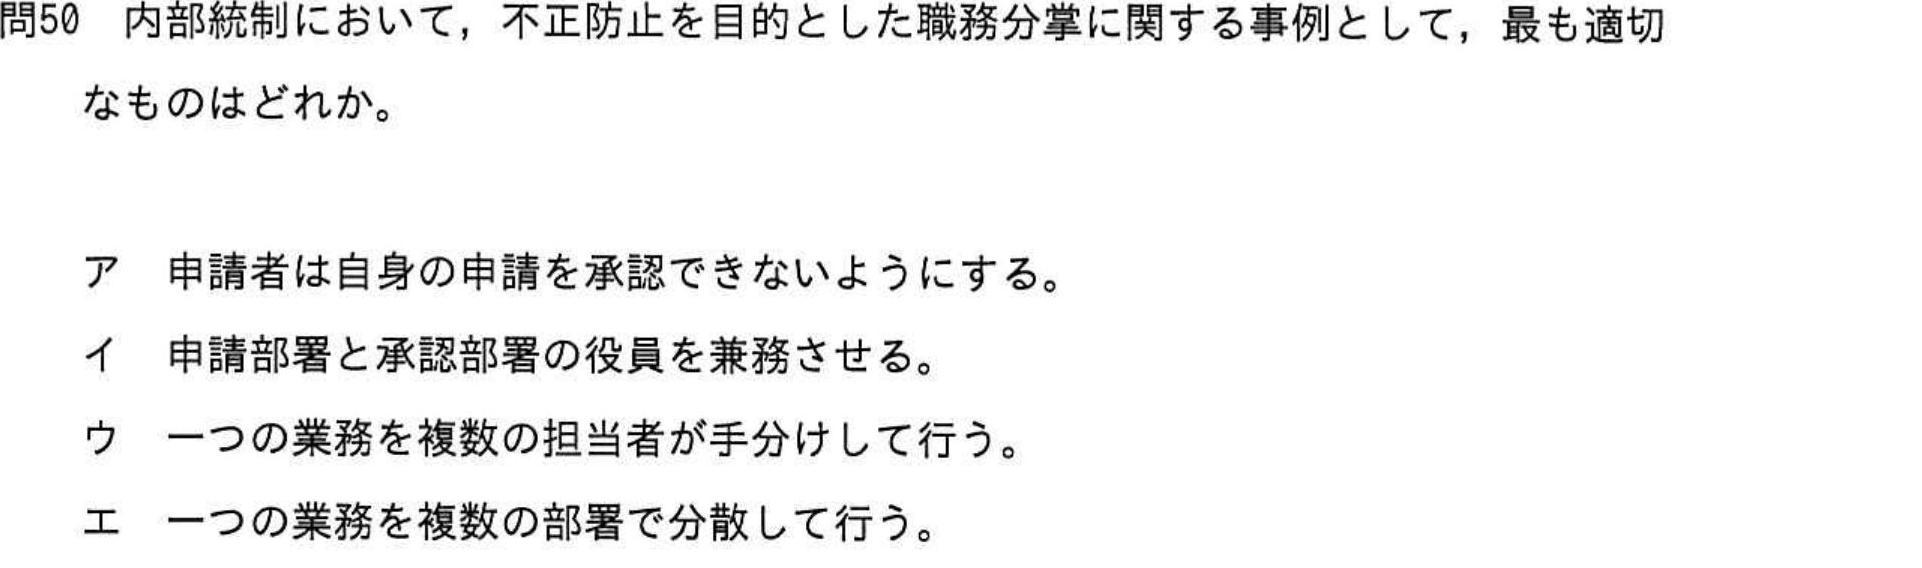 問50　内部統制において，不正防止を目的とした職務分掌に関する事例として，最も適切
なものはどれか。
ア　申請者は自身の申請を承認できないようにする。
イ　申請部署と承認部署の役員を兼務させる。
ウ　一つの業務を複数の担当者が手分けして行う。
エ　一つの業務を複数の部署で分散して行う。